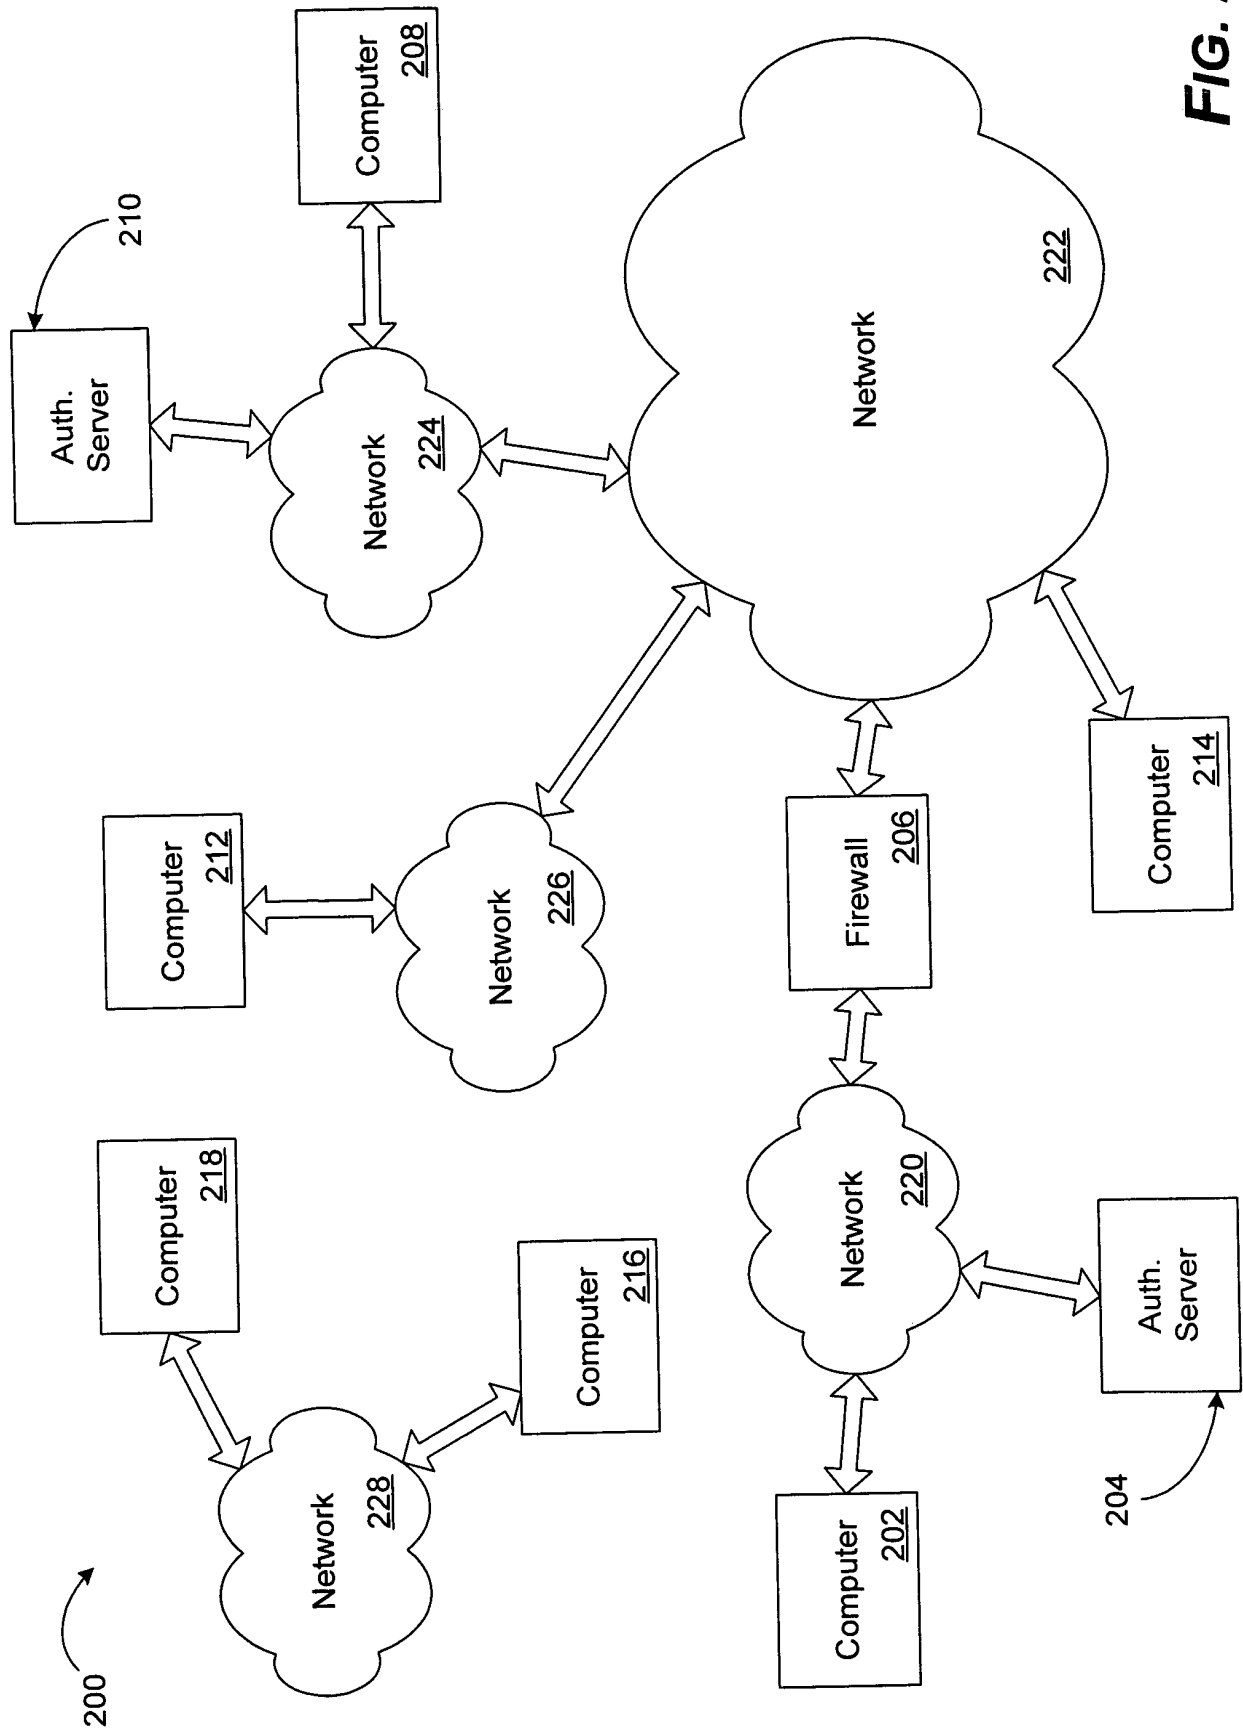 200
Computer
218
Computer
212
Auth.
Server
210
Network
228
Network
224
Computer
208
Network
226
Computer
216
Computer
202
Network
220
Firewall
206
Network
222
Auth.
Server
204
Computer
214
FIG.